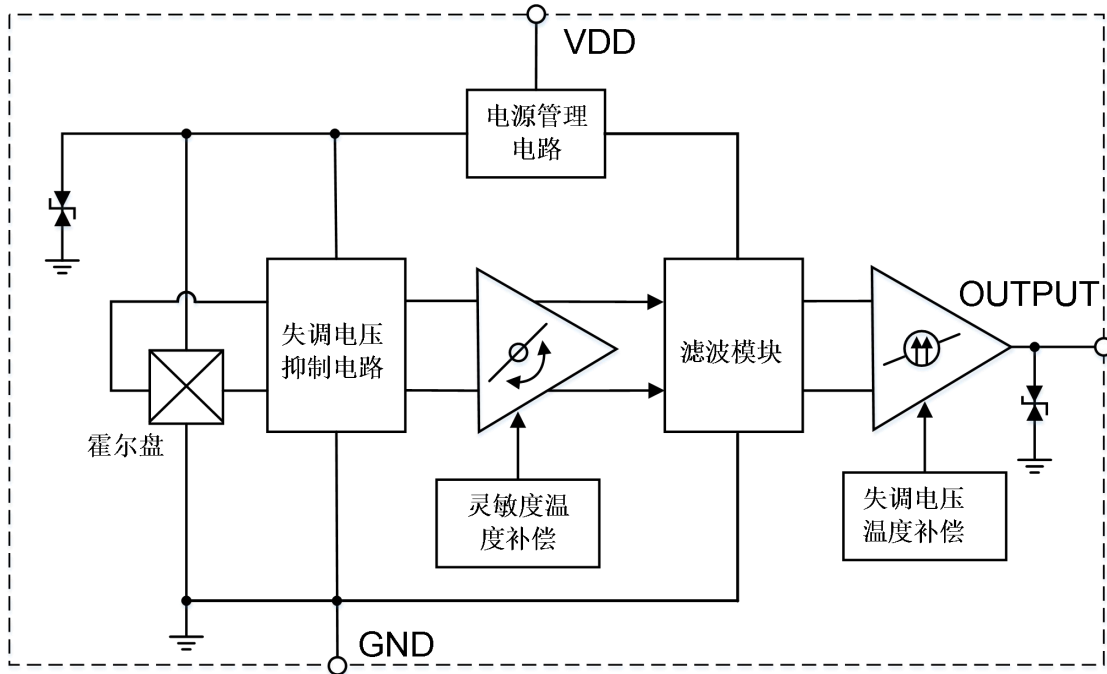 VDD
电源管理
电路
OUTPUT
失调电压
抑制电路
滤波模块
霍尔盘
灵敏度温
度补偿
失调电压
温度补偿
GND